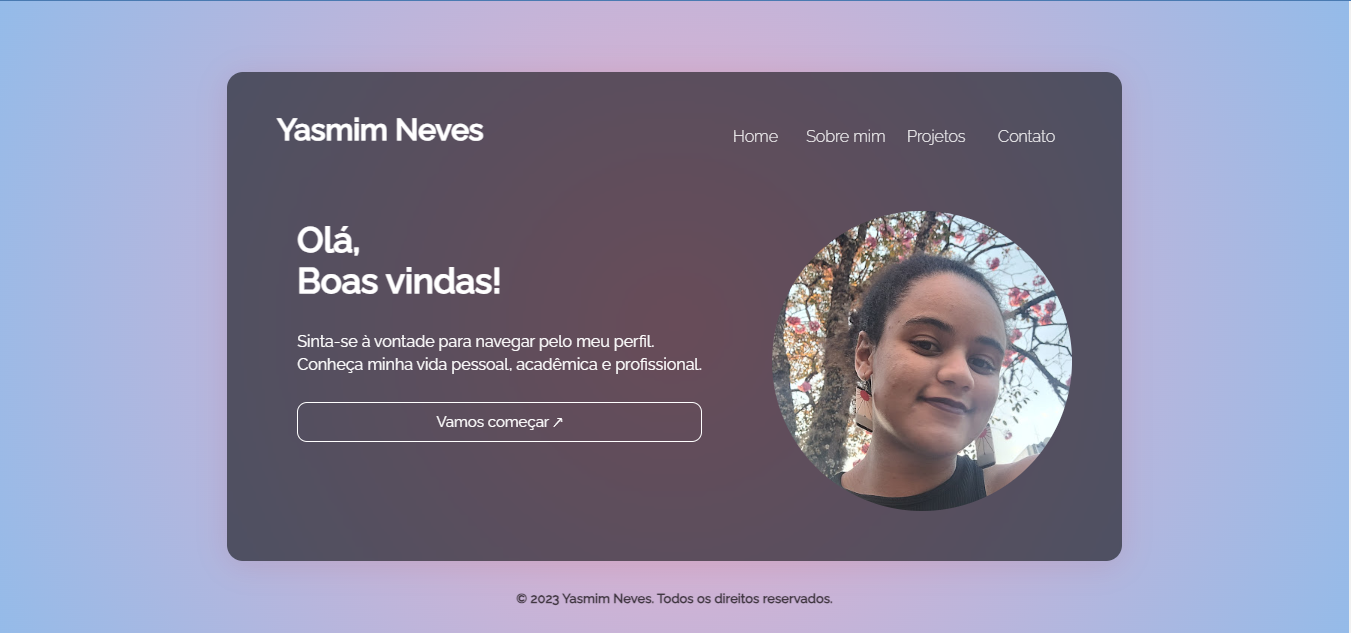 Yasmim Neves
Home Sobre mim Projetos Contato
Olá,
Boas vindas!
Sinta-se à vontade para navegar pelo meu perfil.
Conheça minha vida pessoal, acadêmica e profissional.
Vamos começar ↗
© 2023 Yasmim Neves. Todos os direitos reservados.